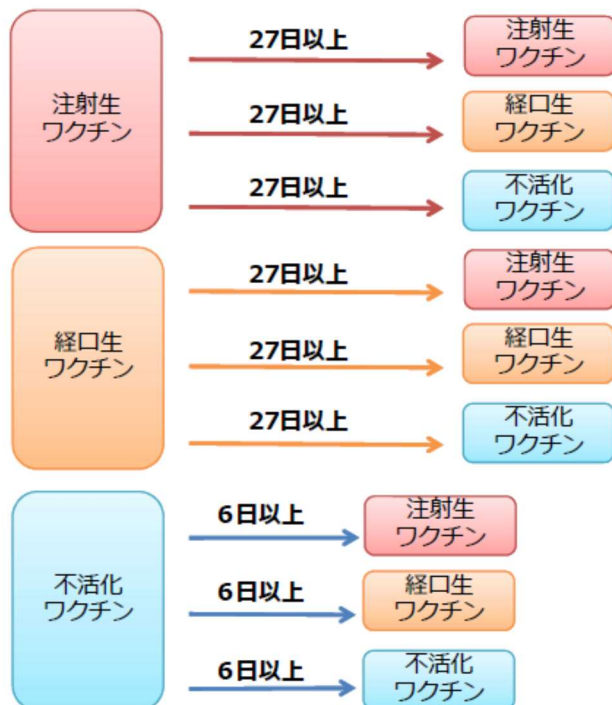 注射生
ワクチン
27日以上
注射生
ワクチン
27日以上
経口生
ワクチン
27日以上
不活化
ワクチン
経口生
ワクチン
27日以上
注射生
ワクチン
27日以上
経口生
ワクチン
27日以上
不活化
ワクチン
不活化
ワクチン
6日以上
注射生
ワクチン
6日以上
経口生
ワクチン
6日以上
不活化
ワクチン